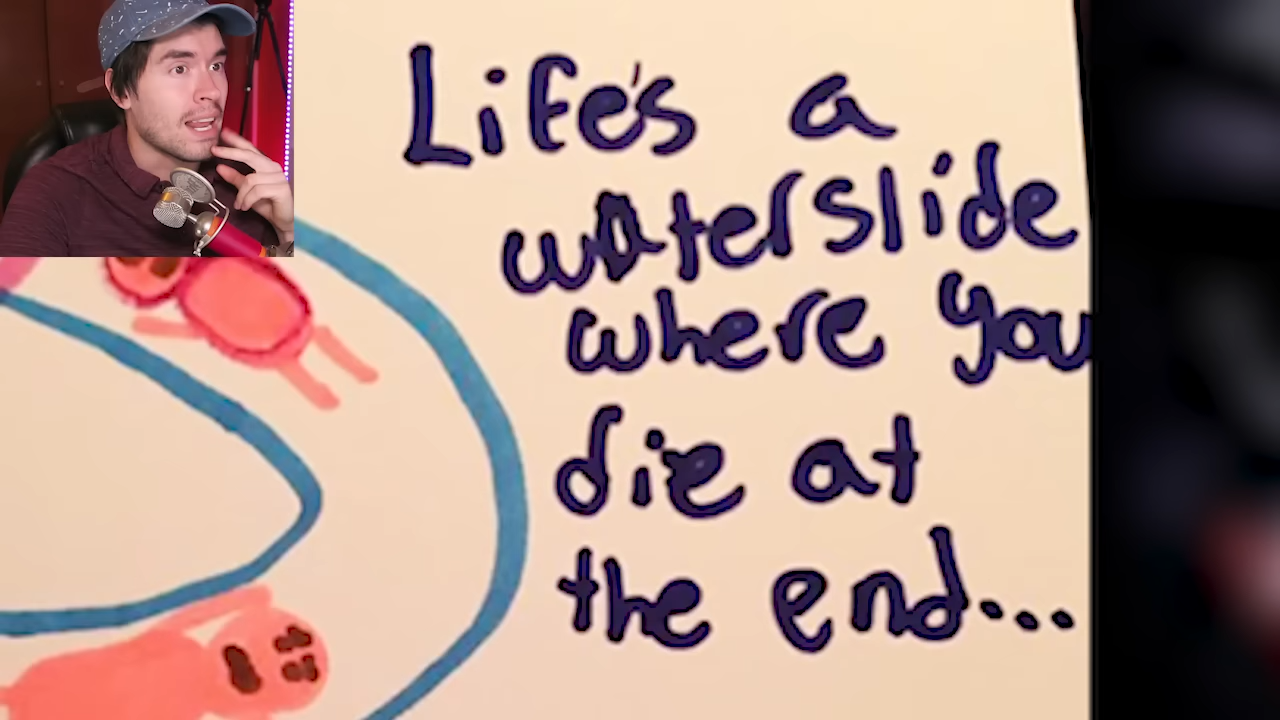 Life's a
waterslide
where you
die at
the end...